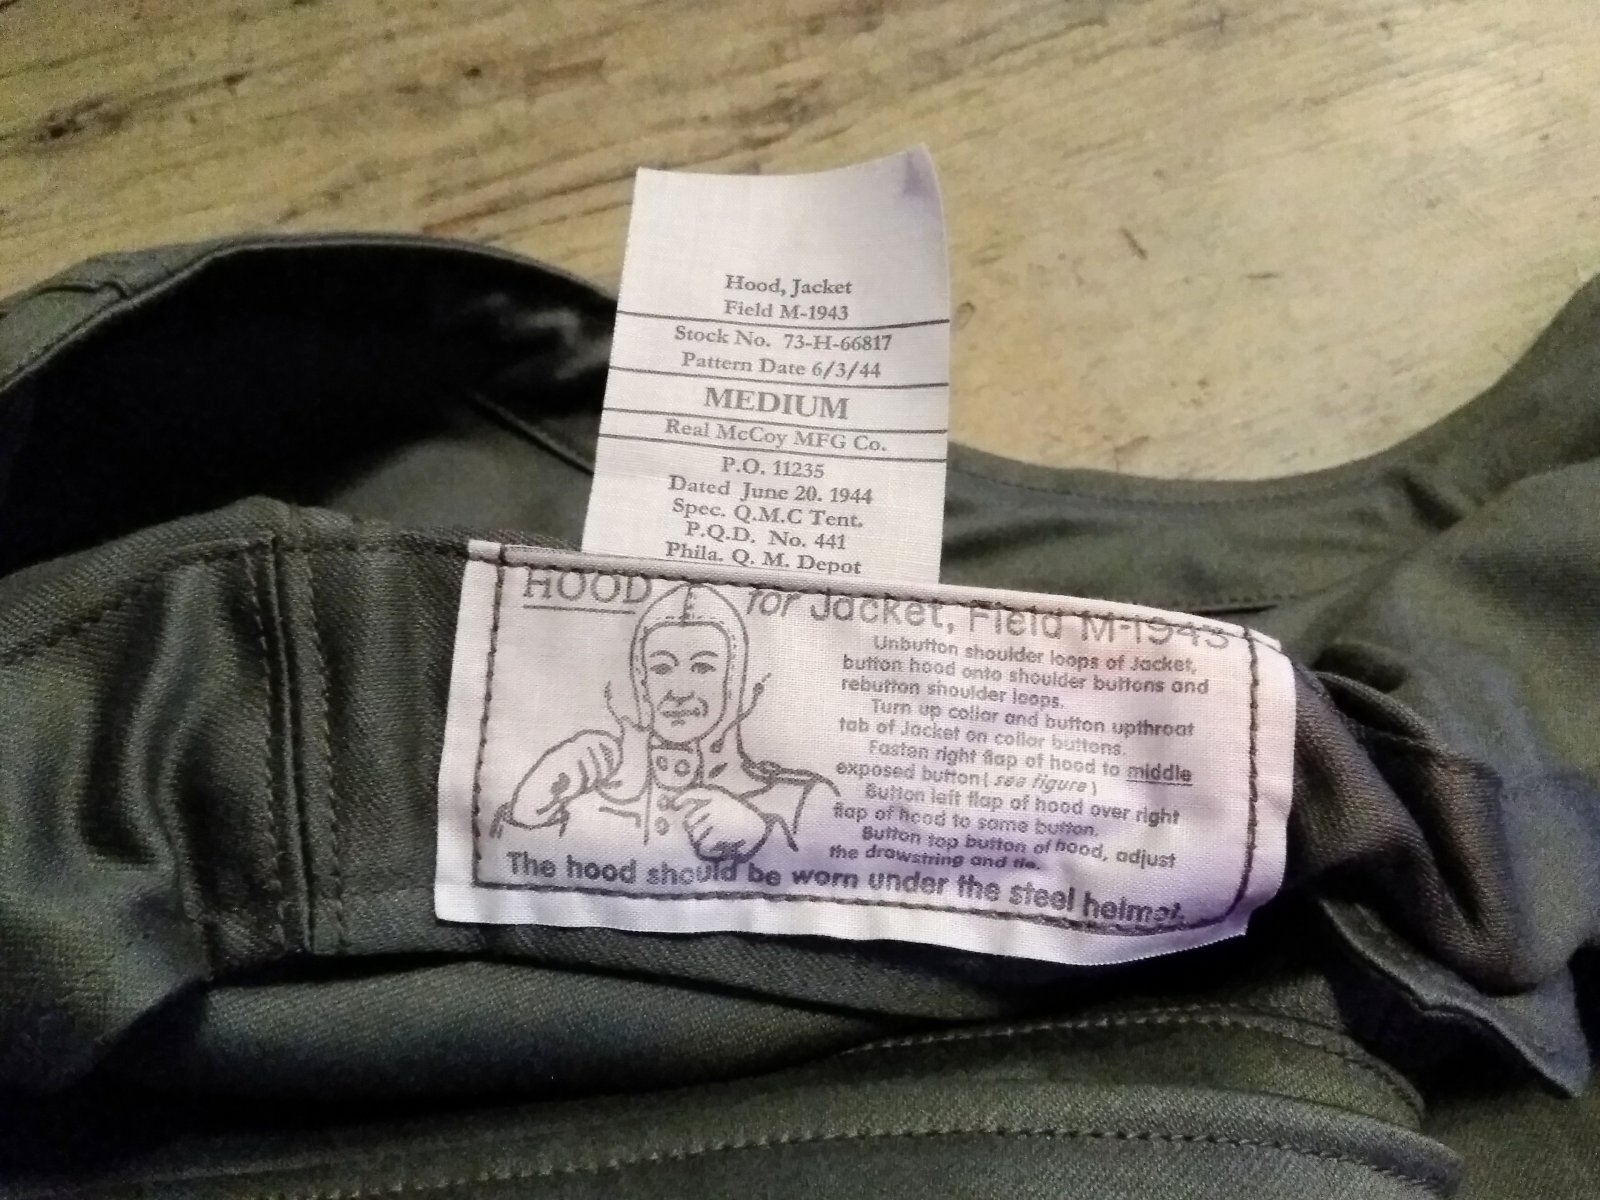 Hood, Jacket
Field M-1943
Stock No. 73-H-66817
Pattern Date 6/3/44
MEDIUM
Real McCoy MFG Co.
P.O. 11235
Dated June 20. 1944
Spec. Q.M.C Tent.
P.Q.D. No. 441
Phila. Q. M. Depot
HOOD for Jacket, Field M-1943
Unbutton shoulder loops of Jacket,
button hood onto shoulder buttons and
rebutton shoulder loops.
Turn up collar and button upthroat
tab of Jacket on collar buttons.
Fasten right flap of hood to middle
exposed button( see figure )
Button left flap of hood over right
flap of hood to same button.
Button top button of hood, adjust
the drawstring and tie.
The hood should be worn under the steel helmet.